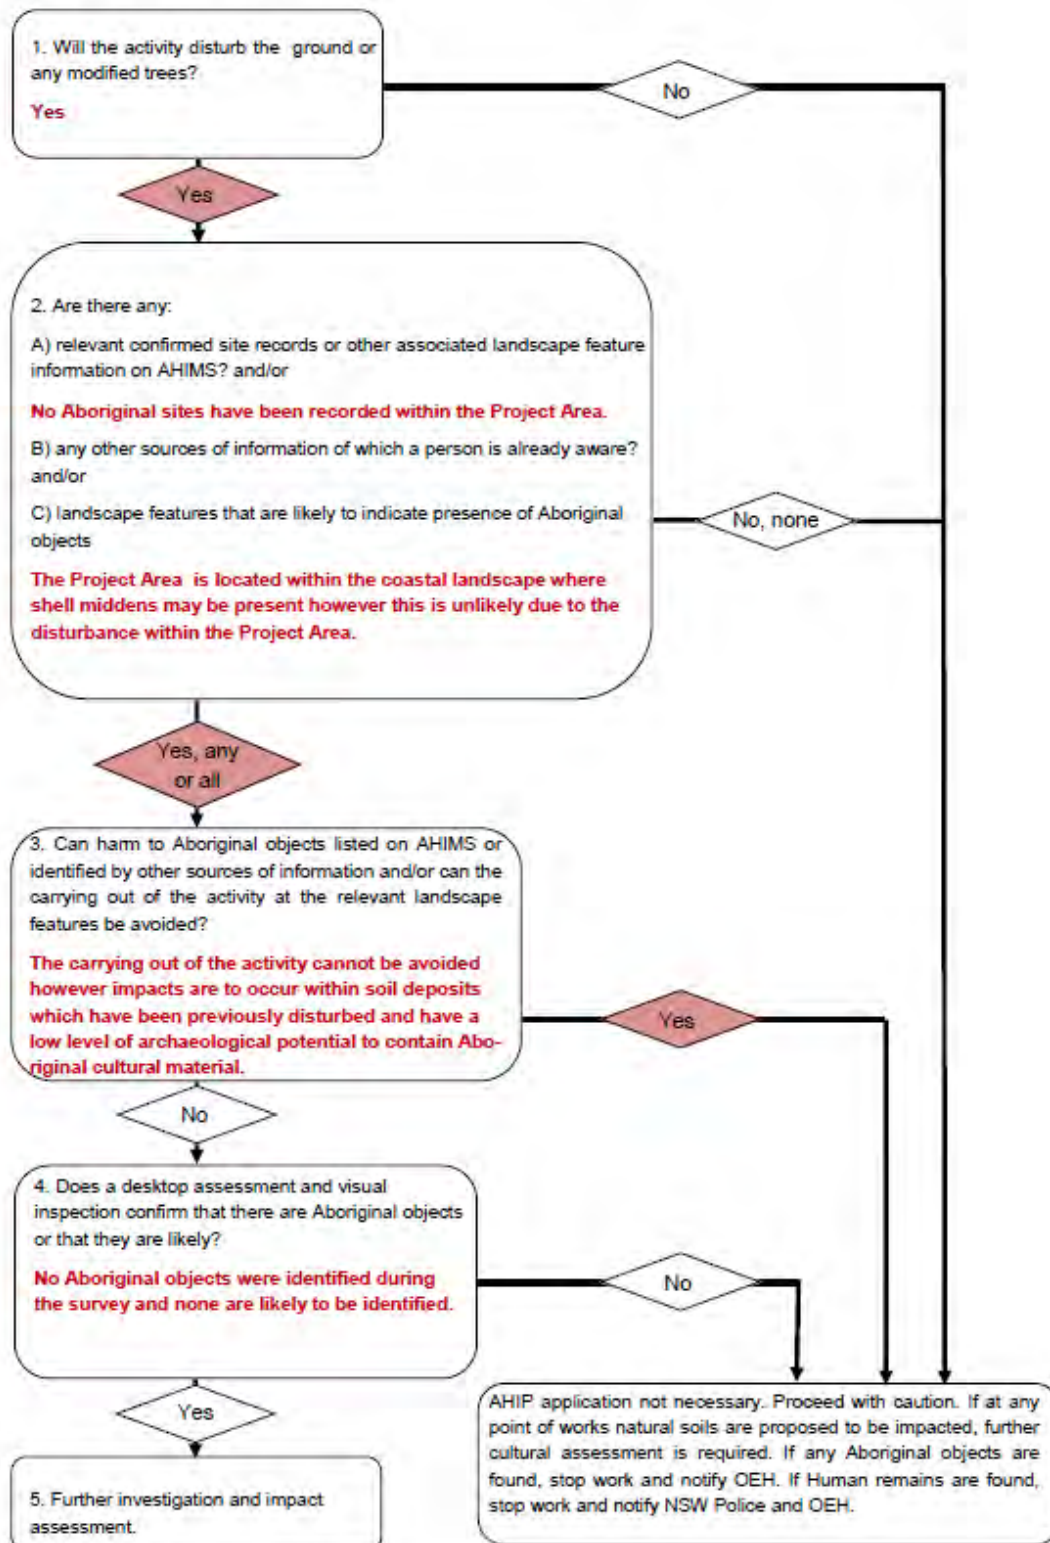 1. Will the activity disturb the ground or
any modified trees?
Yes
No
Yes
2. Are there any:
A) relevant confirmed site records or other associated landscape feature
information on AHIMS? and/or
No Aboriginal sites have been recorded within the Project Area.
B) any other sources of information of which a person is already aware?
and/or
C) landscape features that are likely to indicate presence of Aboriginal
objects
The Project Area is located within the coastal landscape where
shell middens may be present however this is unlikely due to the
disturbance within the Project Area.
No, none
Yes, any
or all
3. Can harm to Aboriginal objects listed on AHIMS or
identified by other sources of information and/or can the
carrying out of the activity at the relevant landscape
features be avoided?
The carrying out of the activity cannot be avoided
however impacts are to occur within soil deposits
which have been previously disturbed and have a
low level of archaeological potential to contain Abo-
riginal cultural material.
Yes
No
4. Does a desktop assessment and visual
inspection confirm that there are Aboriginal objects
or that they are likely?
No Aboriginal objects were identified during
the survey and none are likely to be identified.
No
Yes
AHIP application not necessary. Proceed with caution. If at any
point of works natural soils are proposed to be impacted, further
cultural assessment is required. If any Aboriginal objects are
found, stop work and notify OEH. If Human remains are found,
stop work and notify NSW Police and OEH.
5. Further investigation and impact
assessment.